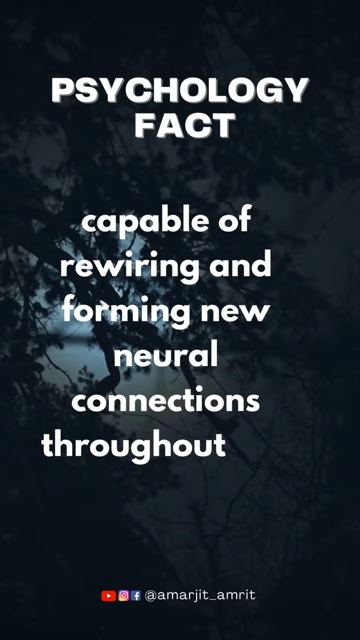 PSYCHOLOGY
FACT
capable of
rewiring and
forming new
neural
connections
throughout
@amarjit_amrit